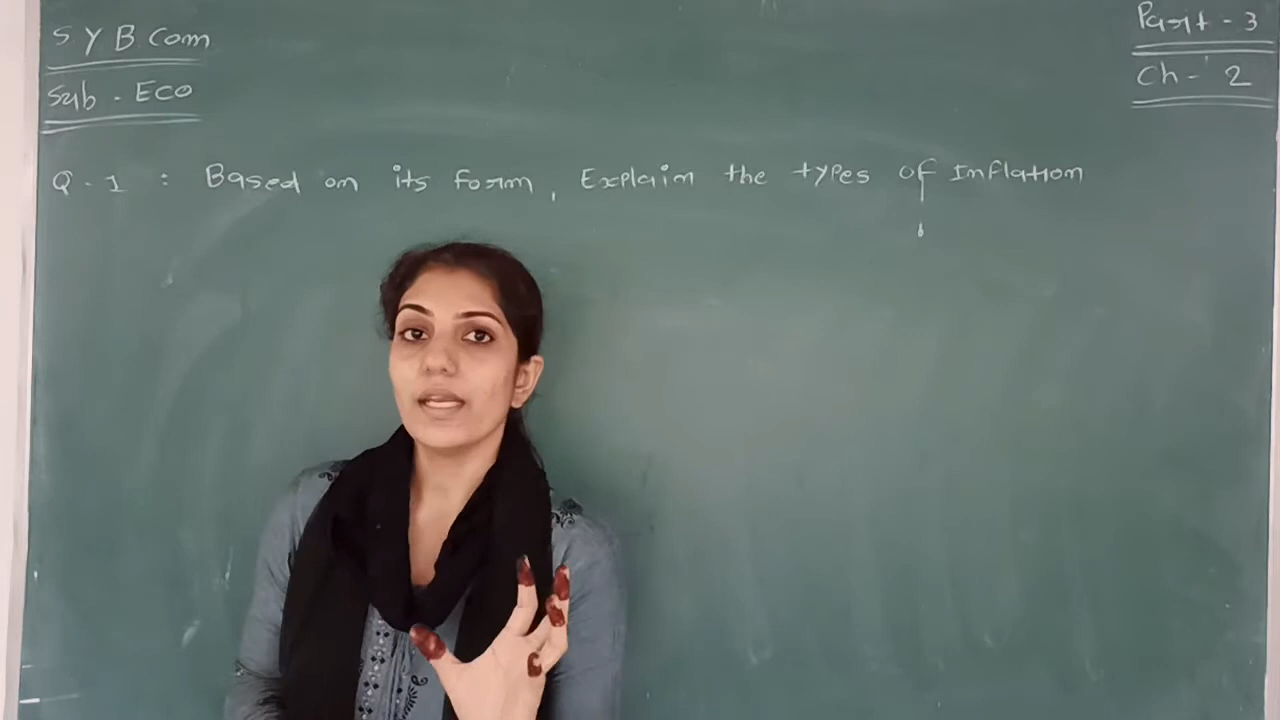 S Y B Com
Sub - Eco
Part - 3
Ch - 2
Q - 1 : Based on its form, Explain the types of Inflation